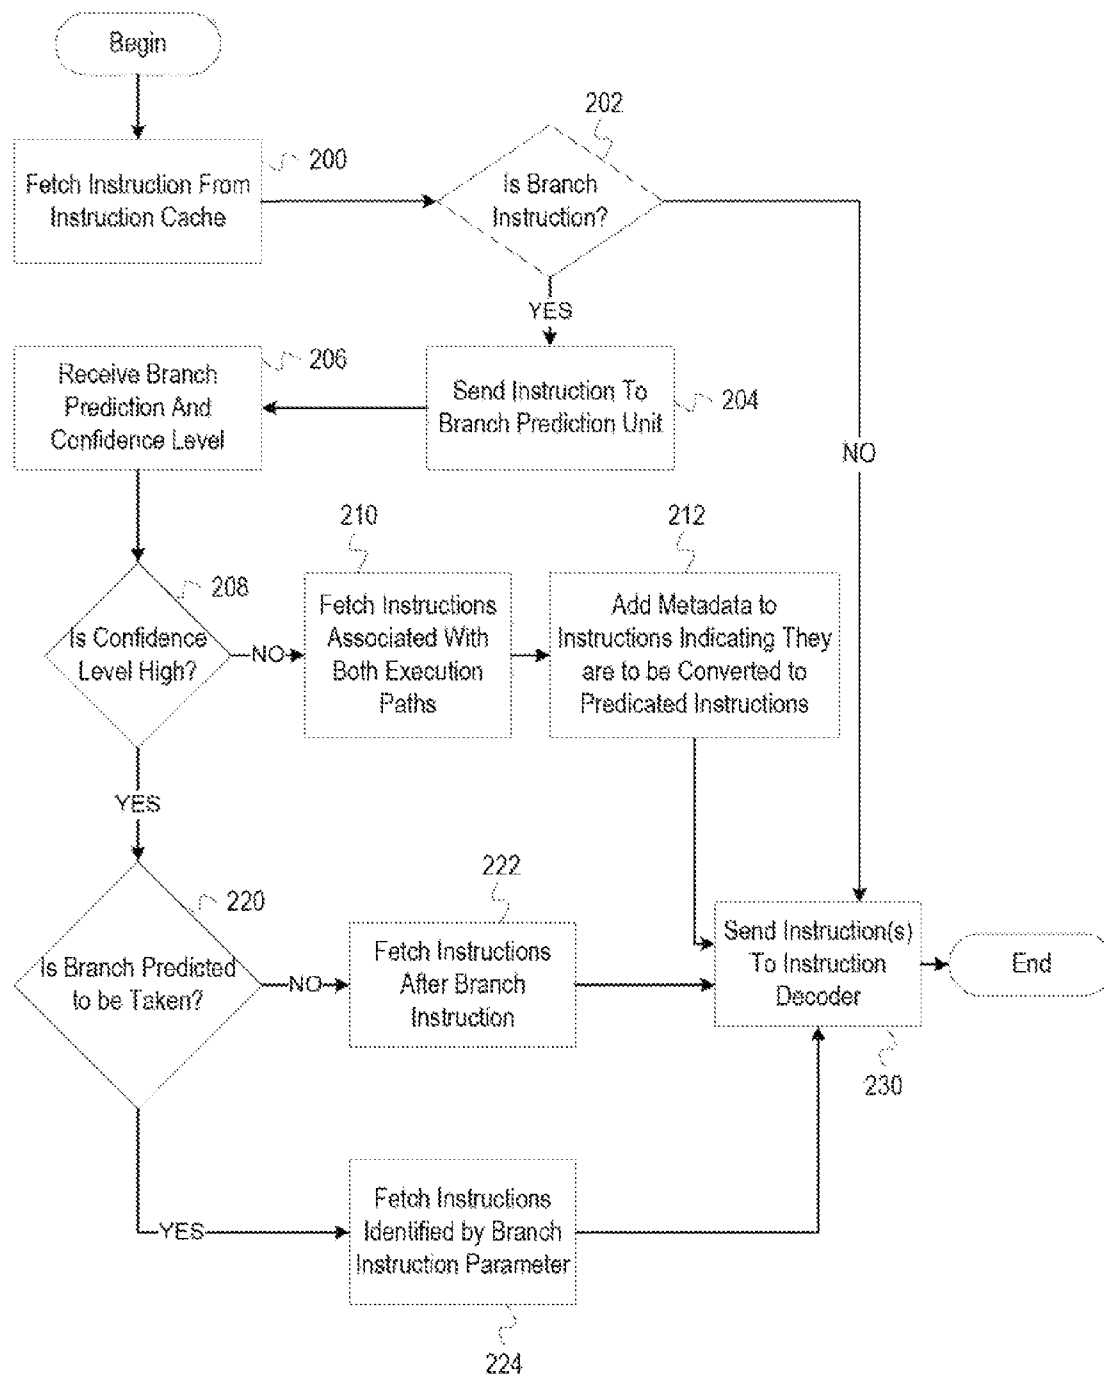 Begin
200
Fetch Instruction From
Instruction Cache
202
Is Branch
Instruction?
YES
NO
204
Send Instruction To
Branch Prediction Unit
206
Receive Branch
Prediction And
Confidence Level
208
Is Confidence
Level High?
NO
YES
210
Fetch Instructions
Associated With
Both Execution
Paths
212
Add Metadata to
Instructions Indicating They
are to be Converted to
Predicated Instructions
220
Is Branch Predicted
to be Taken?
NO
YES
222
Fetch Instructions
After Branch
Instruction
Fetch Instructions
Identified by Branch
Instruction Parameter
224
Send Instruction(s)
To Instruction
Decoder
230
End